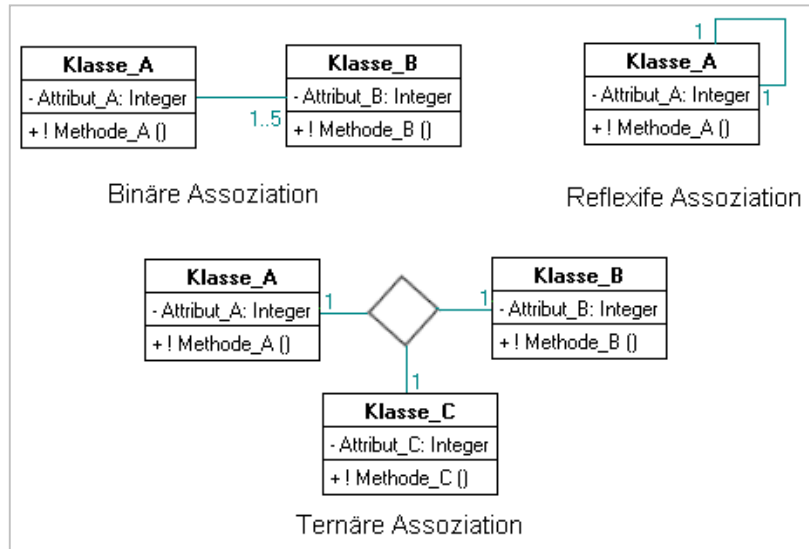 Klasse_A
- Attribut_A: Integer
+ ! Methode_A ()
1..5
Klasse_B
- Attribut_B: Integer
+ ! Methode_B ()
Binäre Assoziation
1
Klasse_A
- Attribut_A: Integer
+ ! Methode_A ()
1
Reflexife Assoziation
Klasse_A
- Attribut_A: Integer
+ ! Methode_A ()
1
1
Klasse_B
- Attribut_B: Integer
+ ! Methode_B ()
1
Klasse_C
- Attribut_C: Integer
+ ! Methode_C ()
Ternäre Assoziation